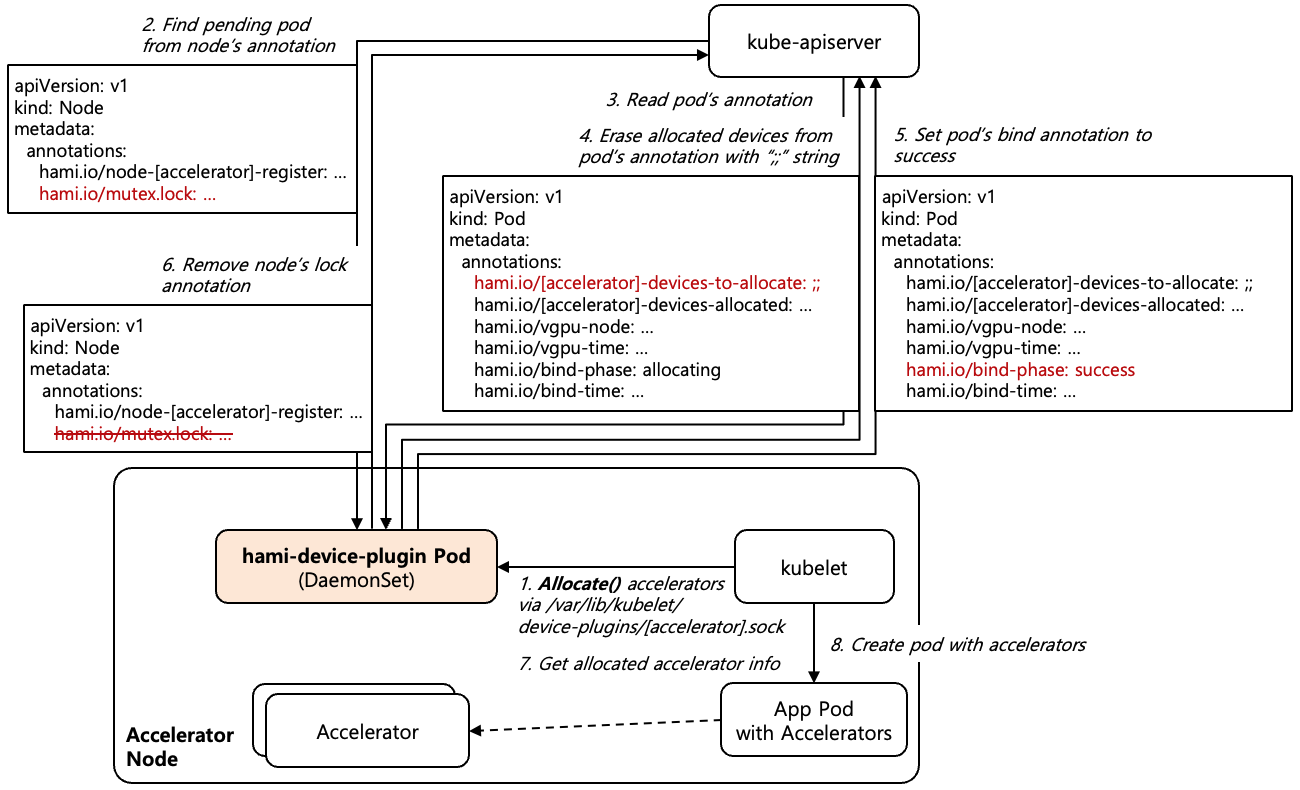 2. Find pending pod
from node's annotation
kube-apiserver
apiVersion: v1
kind: Node
metadata:
annotations:
hami.io/node-[accelerator]-register: ...
hami.io/mutex.lock: ...
3. Read pod's annotation
4. Erase allocated devices from
pod's annotation with ";;" string
5. Set pod's bind annotation to
success
apiVersion: v1
kind: Pod
metadata:
annotations:
hami.io/[accelerator]-devices-to-allocate: ;;
hami.io/[accelerator]-devices-allocated: ...
hami.io/vgpu-node: ...
hami.io/vgpu-time: ...
hami.io/bind-phase: allocating
hami.io/bind-time: ...
apiVersion: v1
kind: Pod
metadata:
annotations:
hami.io/[accelerator]-devices-to-allocate: ;;
hami.io/[accelerator]-devices-allocated: ...
hami.io/vgpu-node: ...
hami.io/vgpu-time: ...
hami.io/bind-phase: success
hami.io/bind-time: ...
6. Remove node's lock
annotation
apiVersion: v1
kind: Node
metadata:
annotations:
hami.io/node-[accelerator]-register: ...
hami.io/mutex.lock: ...
hami-device-plugin Pod
(DaemonSet)
kubelet
1. Allocate() accelerators
via /var/lib/kubelet/
device-plugins/[accelerator].sock
7. Get allocated accelerator info
8. Create pod with accelerators
Accelerator
App Pod
with Accelerators
Accelerator
Node